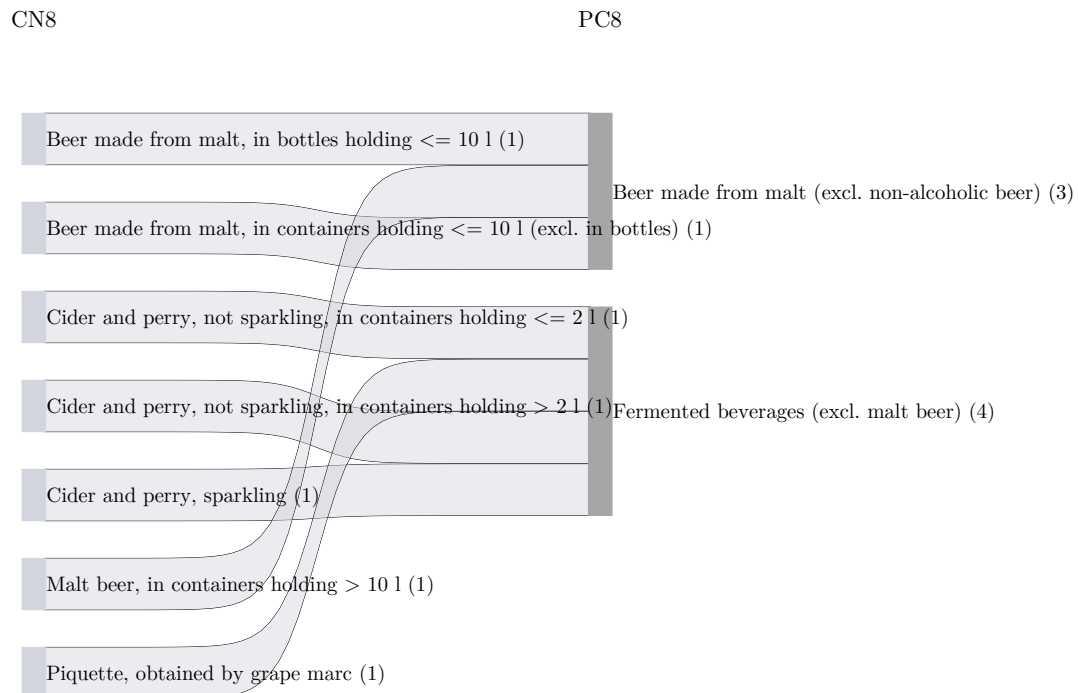 CN8
PC8
Beer made from malt, in bottles holding <= 10 l (1)
Beer made from malt (excl. non-alcoholic beer) (3)
Beer made from malt, in containers holding <= 10 l (excl. in bottles) (1)
Cider and perry, not sparkling, in containers holding <= 2 l (1)
Cider and perry, not sparkling, in containers holding > 2 l (1)
Fermented beverages (excl. malt beer) (4)
Cider and perry, sparkling (1)
Malt beer, in containers holding > 10 l (1)
Piquette, obtained by grape marc (1)